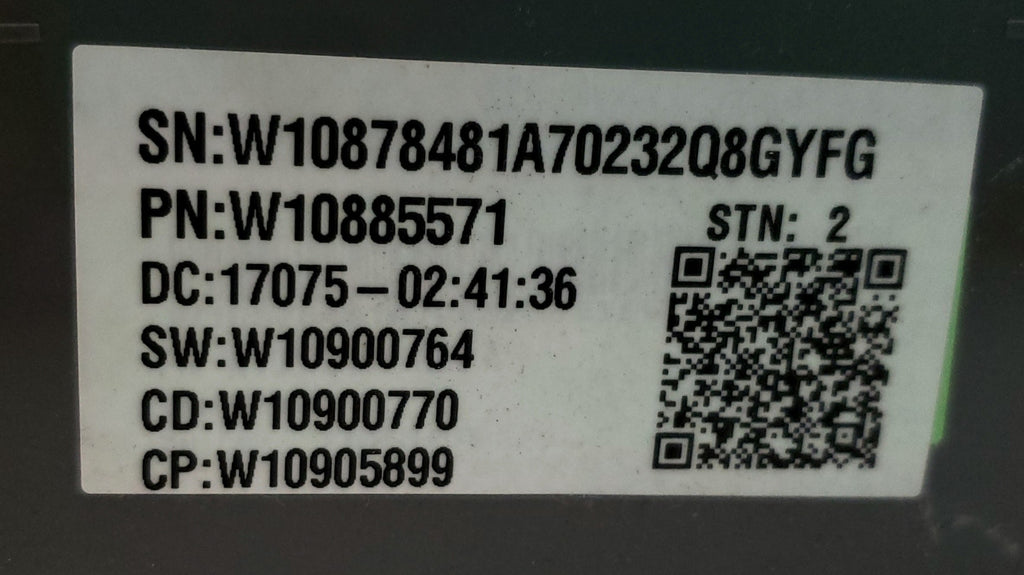 SN:W10878481A70232Q8GYFG
PN:W10885571
STN: 2
DC:17075-02:41:36
SW:W10900764
CD:W10900770
CP:W10905899